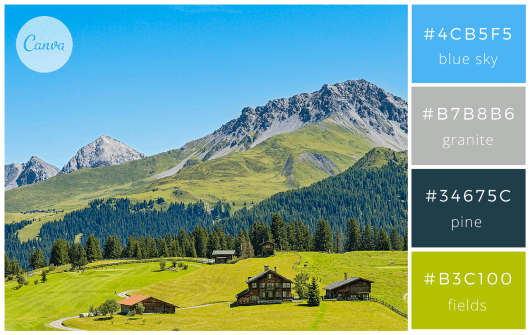 Canva
#4CB5F5
blue sky
#B7B8B6
granite
#34675C
pine
#B3C100
fields